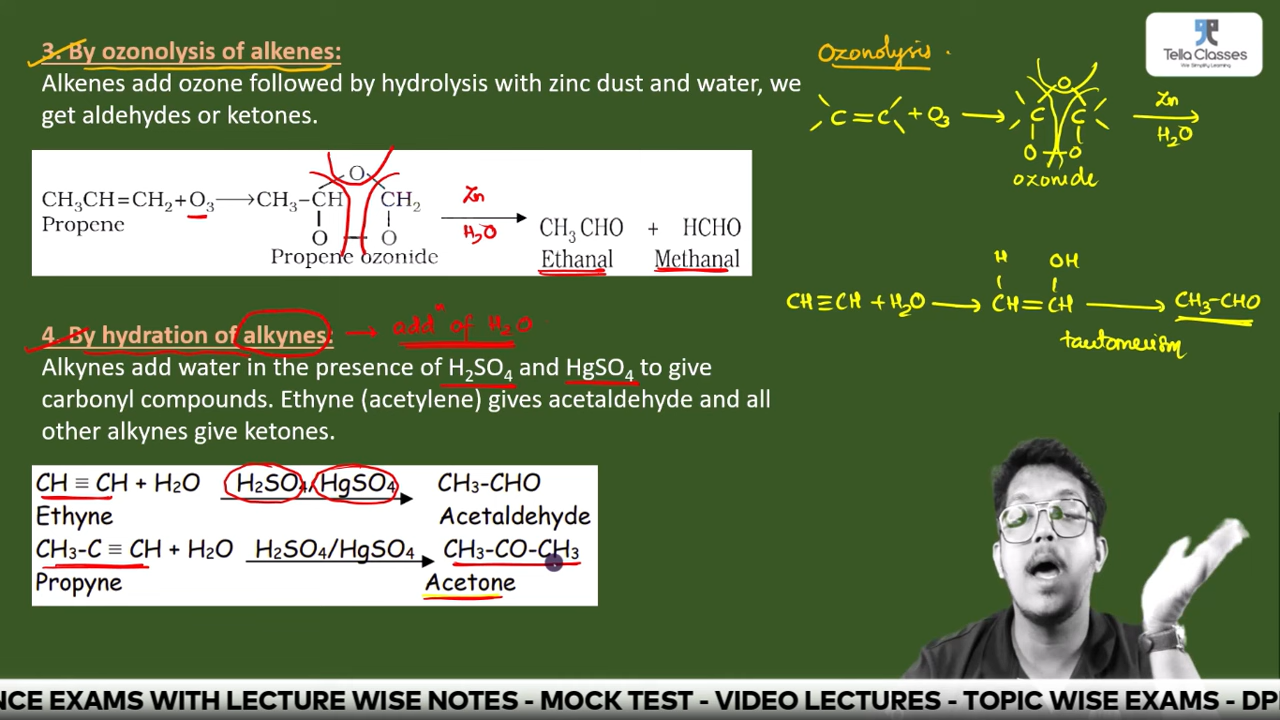 3. By ozonolysis of alkenes:
Alkenes add ozone followed by hydrolysis with zinc dust and water, we
get aldehydes or ketones.
CH₃CH=CH₂+O₃ ⟶ CH₃–CH O CH₂ Zn
H₂O
O — O
CH₃CHO + HCHO
Propene
Propene ozonide
Ethanal Methanal
4. By hydration of alkynes: → addⁿ of H₂O
Alkynes add water in the presence of H₂SO₄ and HgSO₄ to give
carbonyl compounds. Ethyne (acetylene) gives acetaldehyde and all
other alkynes give ketones.
CH ≡ CH + H₂O H₂SO₄/HgSO₄ CH₃-CHO
Ethyne Acetaldehyde
CH₃-C ≡ CH + H₂O H₂SO₄/HgSO₄ CH₃-CO-CH₃
Propyne Acetone
Ozonolysis.
C=C + O₃ ⟶ C O C Zn
H₂O
O — O
ozonide
H OH
CH≡CH + H₂O ⟶ CH=CH ⟶ CH₃–CHO
tautomerism
Tella Classes
We Simplify Learning
NCE EXAMS WITH LECTURE WISE NOTES - MOCK TEST - VIDEO LECTURES - TOPIC WISE EXAMS - DP